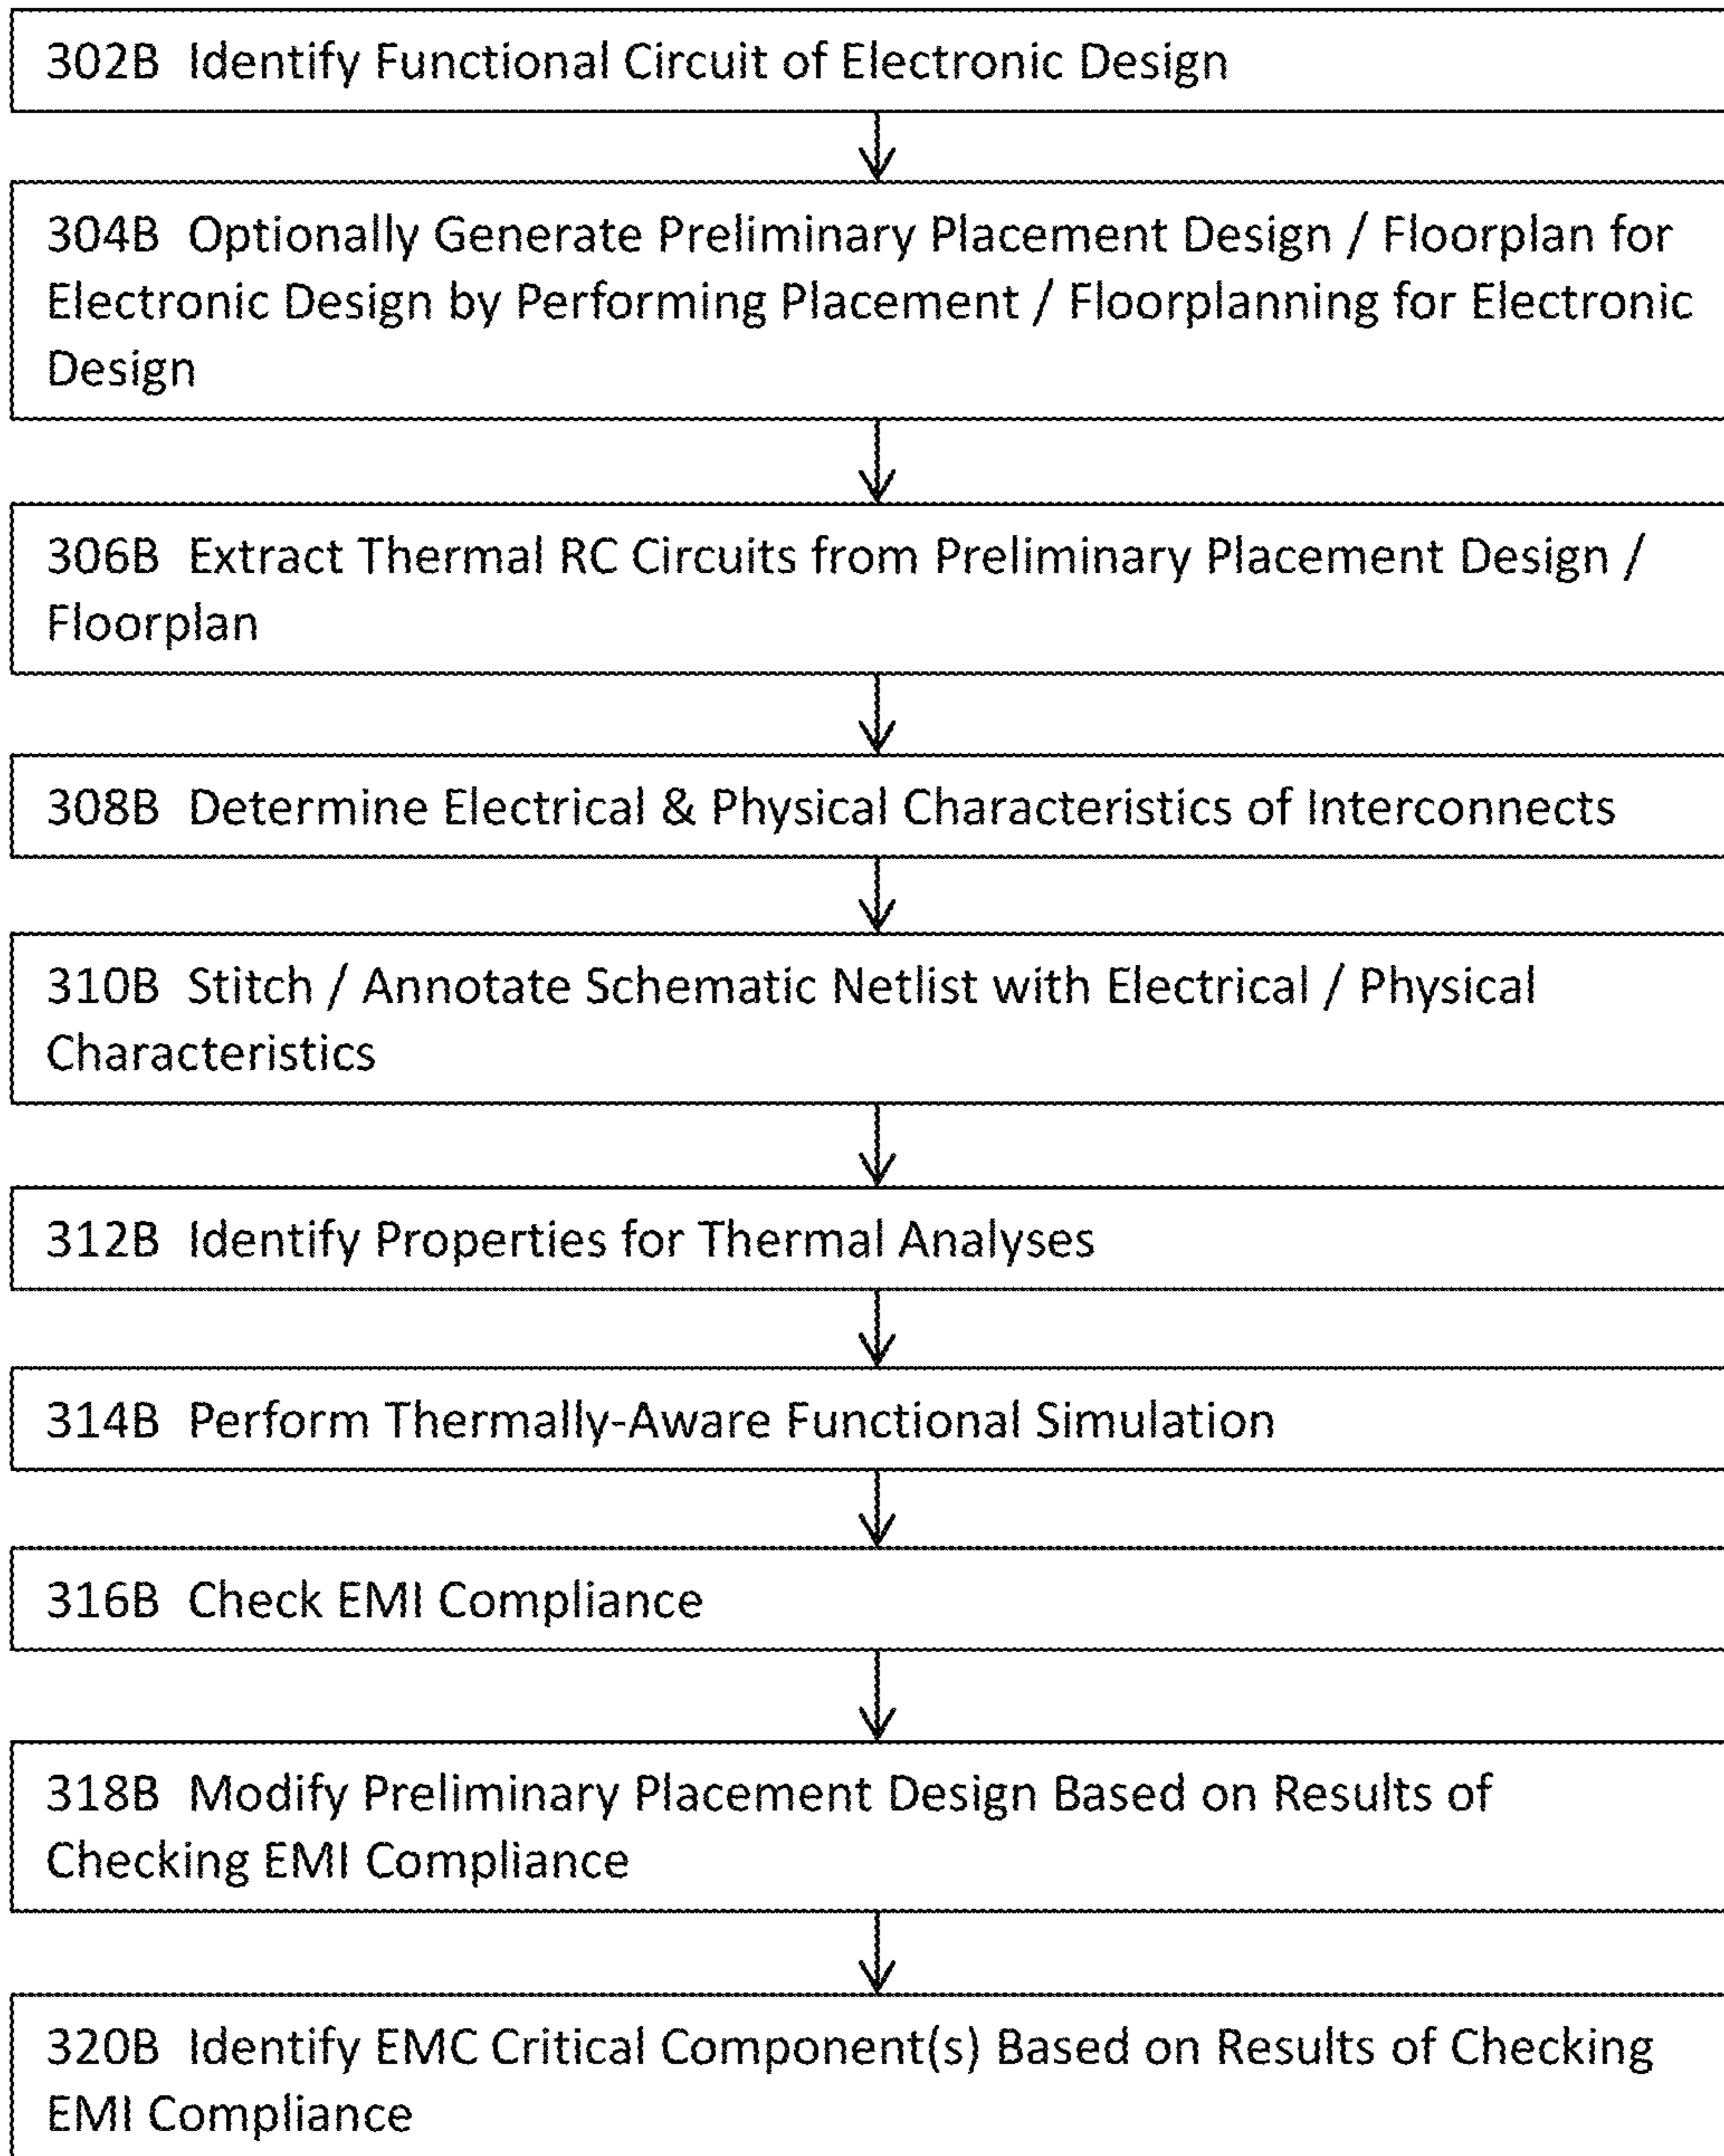 302B Identify Functional Circuit of Electronic Design
304B Optionally Generate Preliminary Placement Design / Floorplan for
Electronic Design by Performing Placement / Floorplanning for Electronic
Design
306B Extract Thermal RC Circuits from Preliminary Placement Design /
Floorplan
308B Determine Electrical & Physical Characteristics of Interconnects
310B Stitch / Annotate Schematic Netlist with Electrical / Physical
Characteristics
312B Identify Properties for Thermal Analyses
314B Perform Thermally-Aware Functional Simulation
316B Check EMI Compliance
318B Modify Preliminary Placement Design Based on Results of
Checking EMI Compliance
320B Identify EMC Critical Component(s) Based on Results of Checking
EMI Compliance